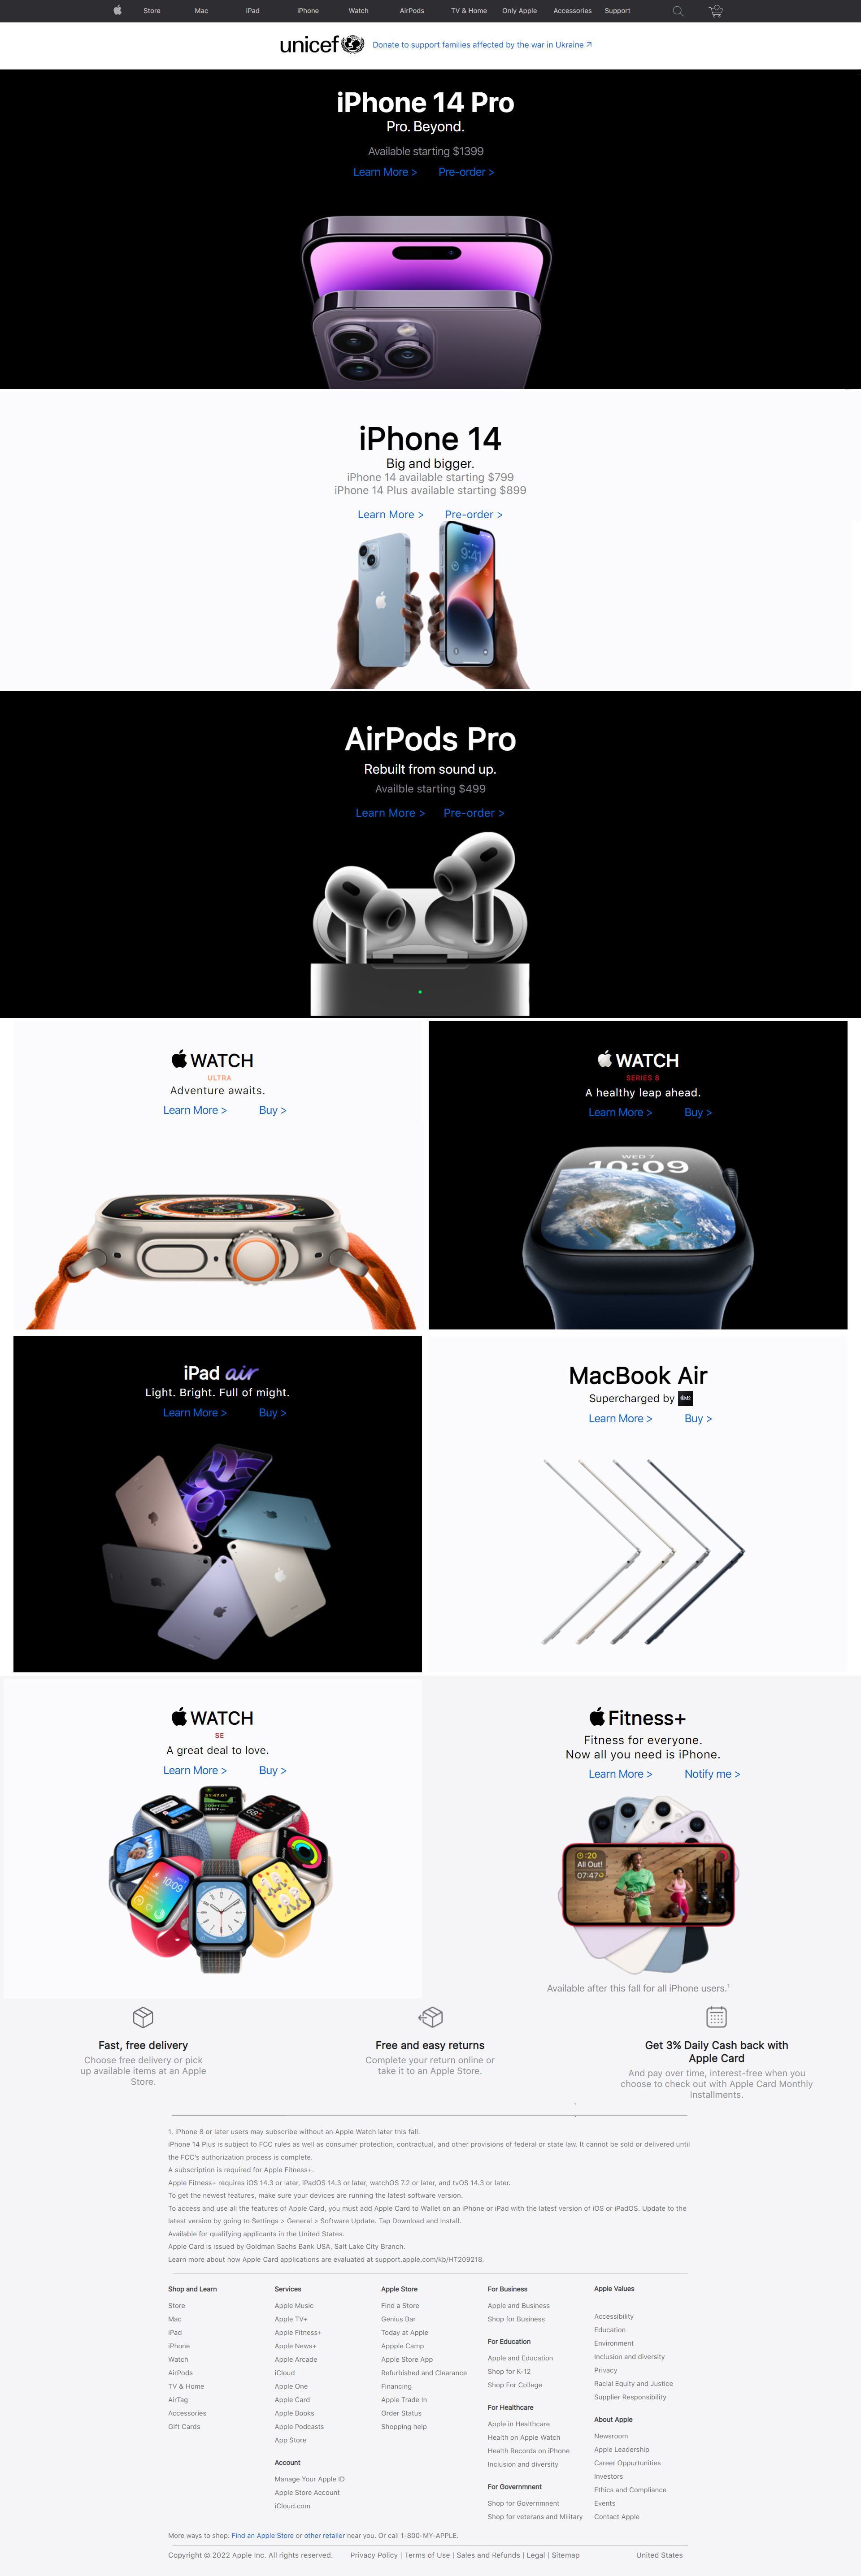 Store Mac iPad iPhone Watch AirPods TV & Home Only Apple Accessories Support
unicef Donate to support families affected by the war in Ukraine ↗
iPhone 14 Pro
Pro. Beyond.
Available starting $1399
Learn More > Pre-order >
iPhone 14
Big and bigger.
iPhone 14 available starting $799
iPhone 14 Plus available starting $899
Learn More > Pre-order >
9:41
AirPods Pro
Rebuilt from sound up.
Availble starting $499
Learn More > Pre-order >
WATCH
ULTRA
Adventure awaits.
Learn More > Buy >
WATCH
SERIES 8
A healthy leap ahead.
Learn More > Buy >
WED 7
10:09
iPad air
Light. Bright. Full of might.
Learn More > Buy >
MacBook Air
Supercharged by M2
Learn More > Buy >
WATCH
SE
A great deal to love.
Learn More > Buy >
10:09
Fitness+
Fitness for everyone.
Now all you need is iPhone.
Learn More > Notify me >
:20
All Out!
07:47
Available after this fall for all iPhone users.1
Fast, free delivery
Choose free delivery or pick
up available items at an Apple
Store.
Free and easy returns
Complete your return online or
take it to an Apple Store.
Get 3% Daily Cash back with
Apple Card
And pay over time, interest-free when you
choose to check out with Apple Card Monthly
Installments.
1. iPhone 8 or later users may subscribe without an Apple Watch later this fall.
iPhone 14 Plus is subject to FCC rules as well as consumer protection, contractual, and other provisions of federal or state law. It cannot be sold or delivered until
the FCC's authorization process is complete.
A subscription is required for Apple Fitness+.
Apple Fitness+ requires iOS 14.3 or later, iPadOS 14.3 or later, watchOS 7.2 or later, and tvOS 14.3 or later.
To get the newest features, make sure your devices are running the latest software version.
To access and use all the features of Apple Card, you must add Apple Card to Wallet on an iPhone or iPad with the latest version of iOS or iPadOS. Update to the
latest version by going to Settings > General > Software Update. Tap Download and Install.
Available for qualifying applicants in the United States.
Apple Card is issued by Goldman Sachs Bank USA, Salt Lake City Branch.
Learn more about how Apple Card applications are evaluated at support.apple.com/kb/HT209218.
Shop and Learn
Store
Mac
iPad
iPhone
Watch
AirPods
TV & Home
AirTag
Accessories
Gift Cards
Services
Apple Music
Apple TV+
Apple Fitness+
Apple News+
Apple Arcade
iCloud
Apple One
Apple Card
Apple Books
Apple Podcasts
App Store
Account
Manage Your Apple ID
Apple Store Account
iCloud.com
Apple Store
Find a Store
Genius Bar
Today at Apple
Appple Camp
Apple Store App
Refurbished and Clearance
Financing
Apple Trade In
Order Status
Shopping help
For Business
Apple and Business
Shop for Business
For Education
Apple and Education
Shop for K-12
Shop For College
For Healthcare
Apple in Healthcare
Health on Apple Watch
Health Records on iPhone
Inclusion and diversity
For Governmnent
Shop for Governmnent
Shop for veterans and Military
Apple Values
Accessibility
Education
Environment
Inclusion and diversity
Privacy
Racial Equity and Justice
Supplier Responsibility
About Apple
Newsroom
Apple Leadership
Career Oppurtunities
Investors
Ethics and Compliance
Events
Contact Apple
More ways to shop: Find an Apple Store or other retailer near you. Or call 1-800-MY-APPLE.
Copyright © 2022 Apple Inc. All rights reserved. Privacy Policy | Terms of Use | Sales and Refunds | Legal | Sitemap United States